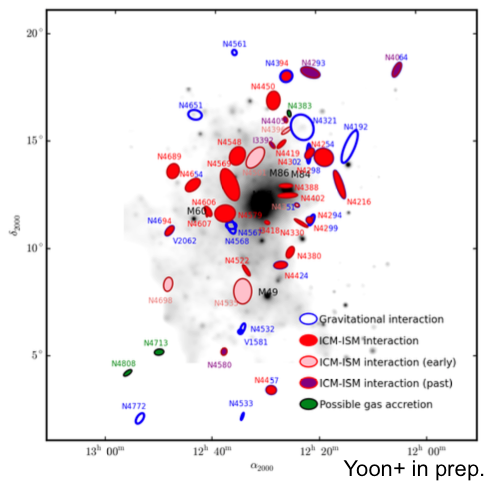 20°
N4561
N4394
N4293
N4064
N4450
N4383
N4651
N4405
N4321
N4192
I3392
N4548
N4419
N4254
N4302
N4689
N4569
M86
M84
N4654
N4388
N4402
N4216
N4606
M60
N4694
N4607
N4567
N4568
N4294
N4299
N4330
V2062
15°
10°
5°
δ2000
N4380
N4522
N4424
M49
N4698
N4532
V1581
N4713
N4580
N4808
N4457
N4772
N4533
Gravitational interaction
ICM-ISM interaction
ICM-ISM interaction (early)
ICM-ISM interaction (past)
Possible gas accretion
13h 00m
12h 40m
12h 20m
12h 00m
α2000
Yoon+ in prep.